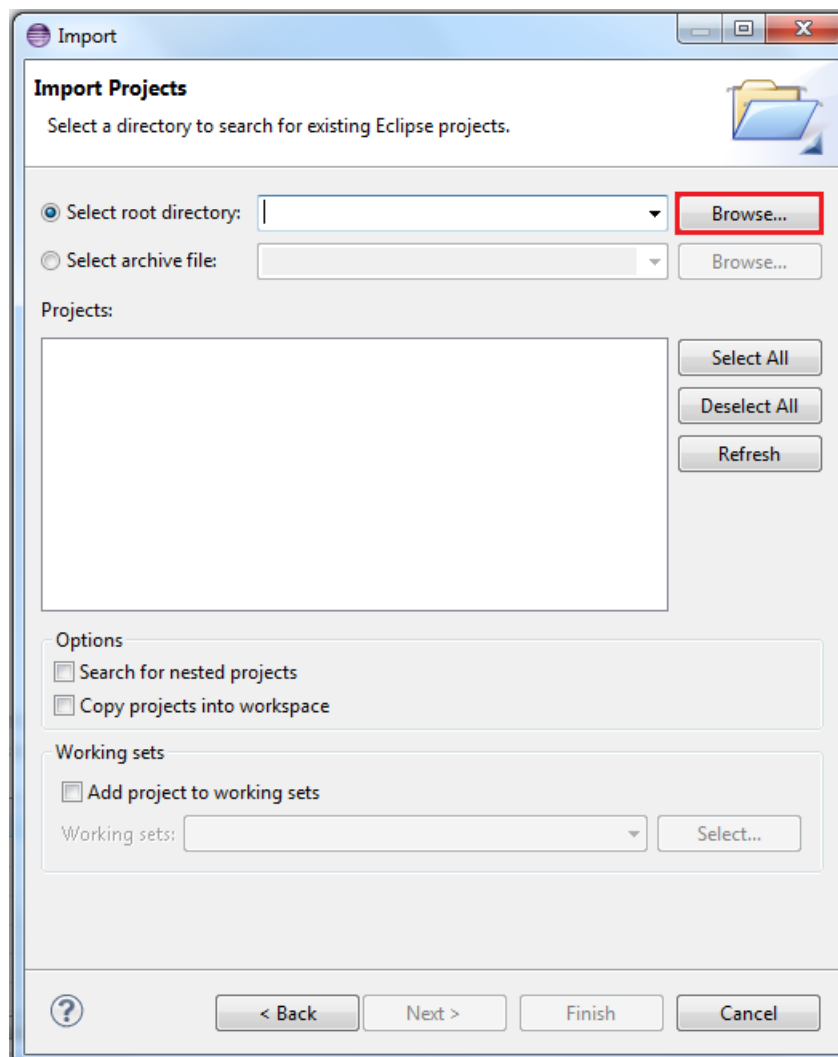 Import
Import Projects
Select a directory to search for existing Eclipse projects.
Select root directory: Browse...
Select archive file: Browse...
Projects:
Select All
Deselect All
Refresh
Options
Search for nested projects
Copy projects into workspace
Working sets
Add project to working sets
Working sets: Select...
? < Back Next > Finish Cancel